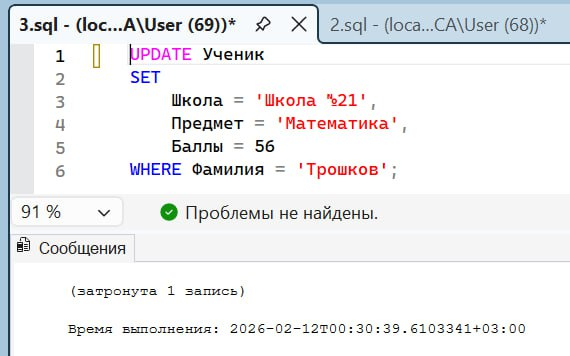 3.sql - (loc...A\User (69))*
2.sql - (loca...CA\User (68))*
1 UPDATE Ученик
2 SET
3 Школа = 'Школа №21',
4 Предмет = 'Математика',
5 Баллы = 56
6 WHERE Фамилия = 'Трошков';
91 %
Проблемы не найдены.
Сообщения
(затронута 1 запись)
Время выполнения: 2026-02-12T00:30:39.6103341+03:00